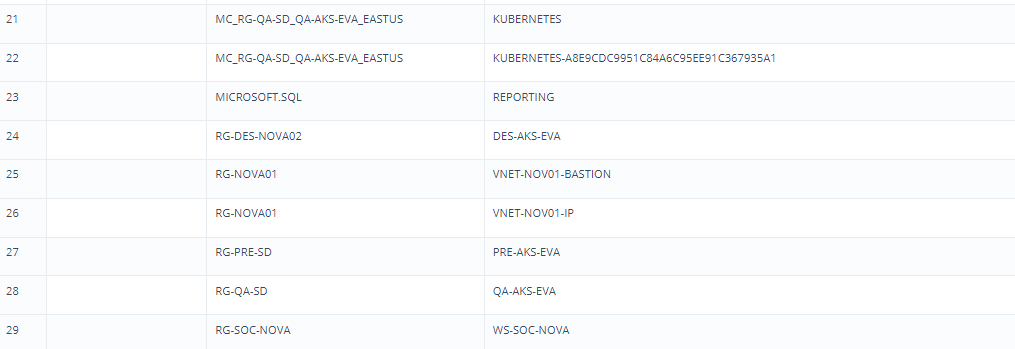 21 MC_RG-QA-SD_QA-AKS-EVA_EASTUS KUBERNETES
22 MC_RG-QA-SD_QA-AKS-EVA_EASTUS KUBERNETES-A8E9CDC9951C84A6C95EE91C367935A1
23 MICROSOFT.SQL REPORTING
24 RG-DES-NOVA02 DES-AKS-EVA
25 RG-NOVA01 VNET-NOV01-BASTION
26 RG-NOVA01 VNET-NOV01-IP
27 RG-PRE-SD PRE-AKS-EVA
28 RG-QA-SD QA-AKS-EVA
29 RG-SOC-NOVA WS-SOC-NOVA